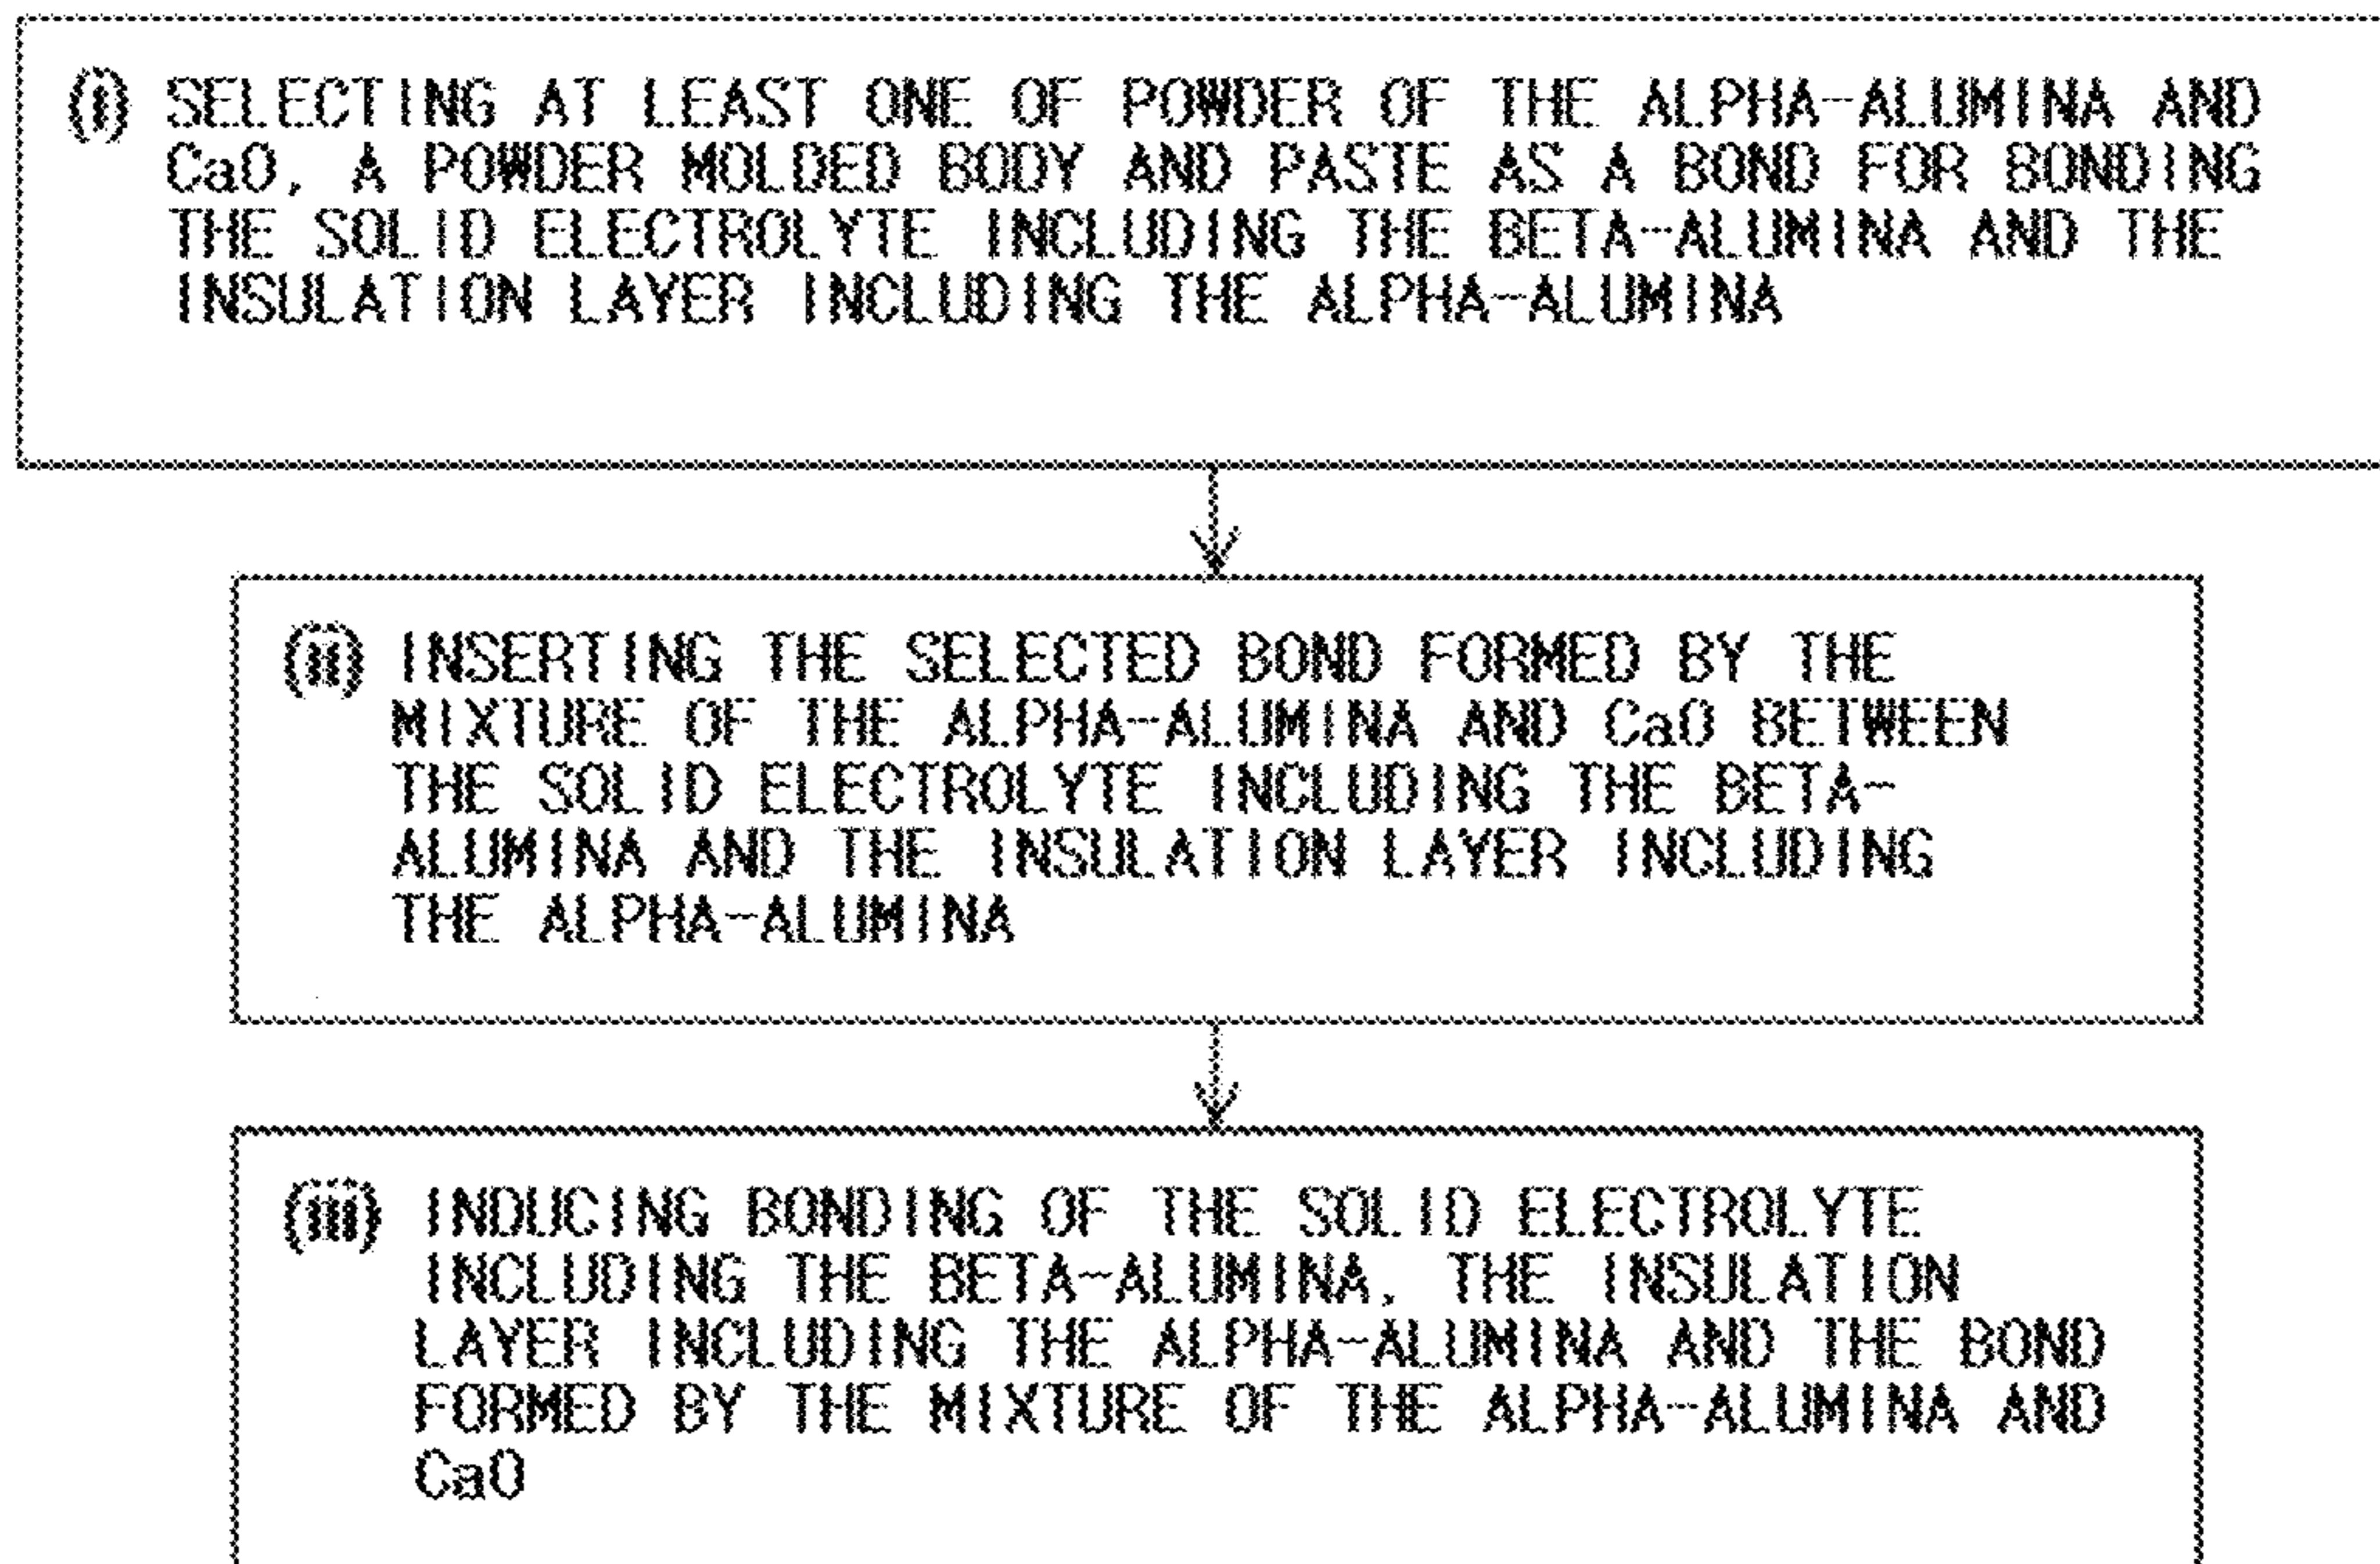 (i) SELECTING AT LEAST ONE OF POWDER OF THE ALPHA-ALUMINA AND
CaO, A POWDER MOLDED BODY AND PASTE AS A BOND FOR BONDING
THE SOLID ELECTROLYTE INCLUDING THE BETA-ALUMINA AND THE
INSULATION LAYER INCLUDING THE ALPHA-ALUMINA
(ii) INSERTING THE SELECTED BOND FORMED BY THE
MIXTURE OF THE ALPHA-ALUMINA AND CaO BETWEEN
THE SOLID ELECTROLYTE INCLUDING THE BETA-
ALUMINA AND THE INSULATION LAYER INCLUDING
THE ALPHA-ALUMINA
(iii) INDUCING BONDING OF THE SOLID ELECTROLYTE
INCLUDING THE BETA-ALUMINA, THE INSULATION
LAYER INCLUDING THE ALPHA-ALUMINA AND THE BOND
FORMED BY THE MIXTURE OF THE ALPHA-ALUMINA AND
CaO